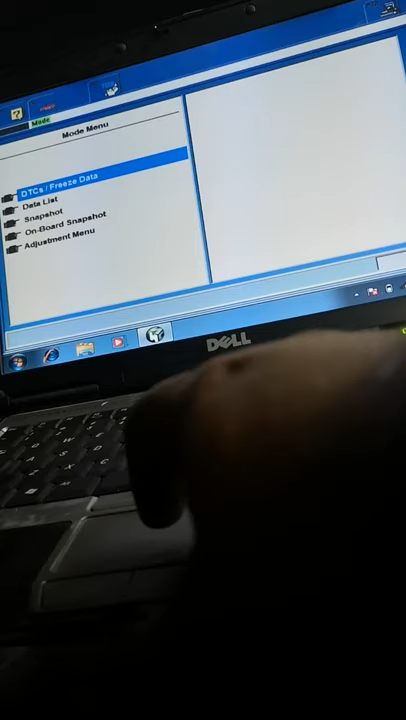 Mode
Mode Menu
DTCs / Freeze Data
Data List
Snapshot
On-Board Snapshot
Adjustment Menu
DELL